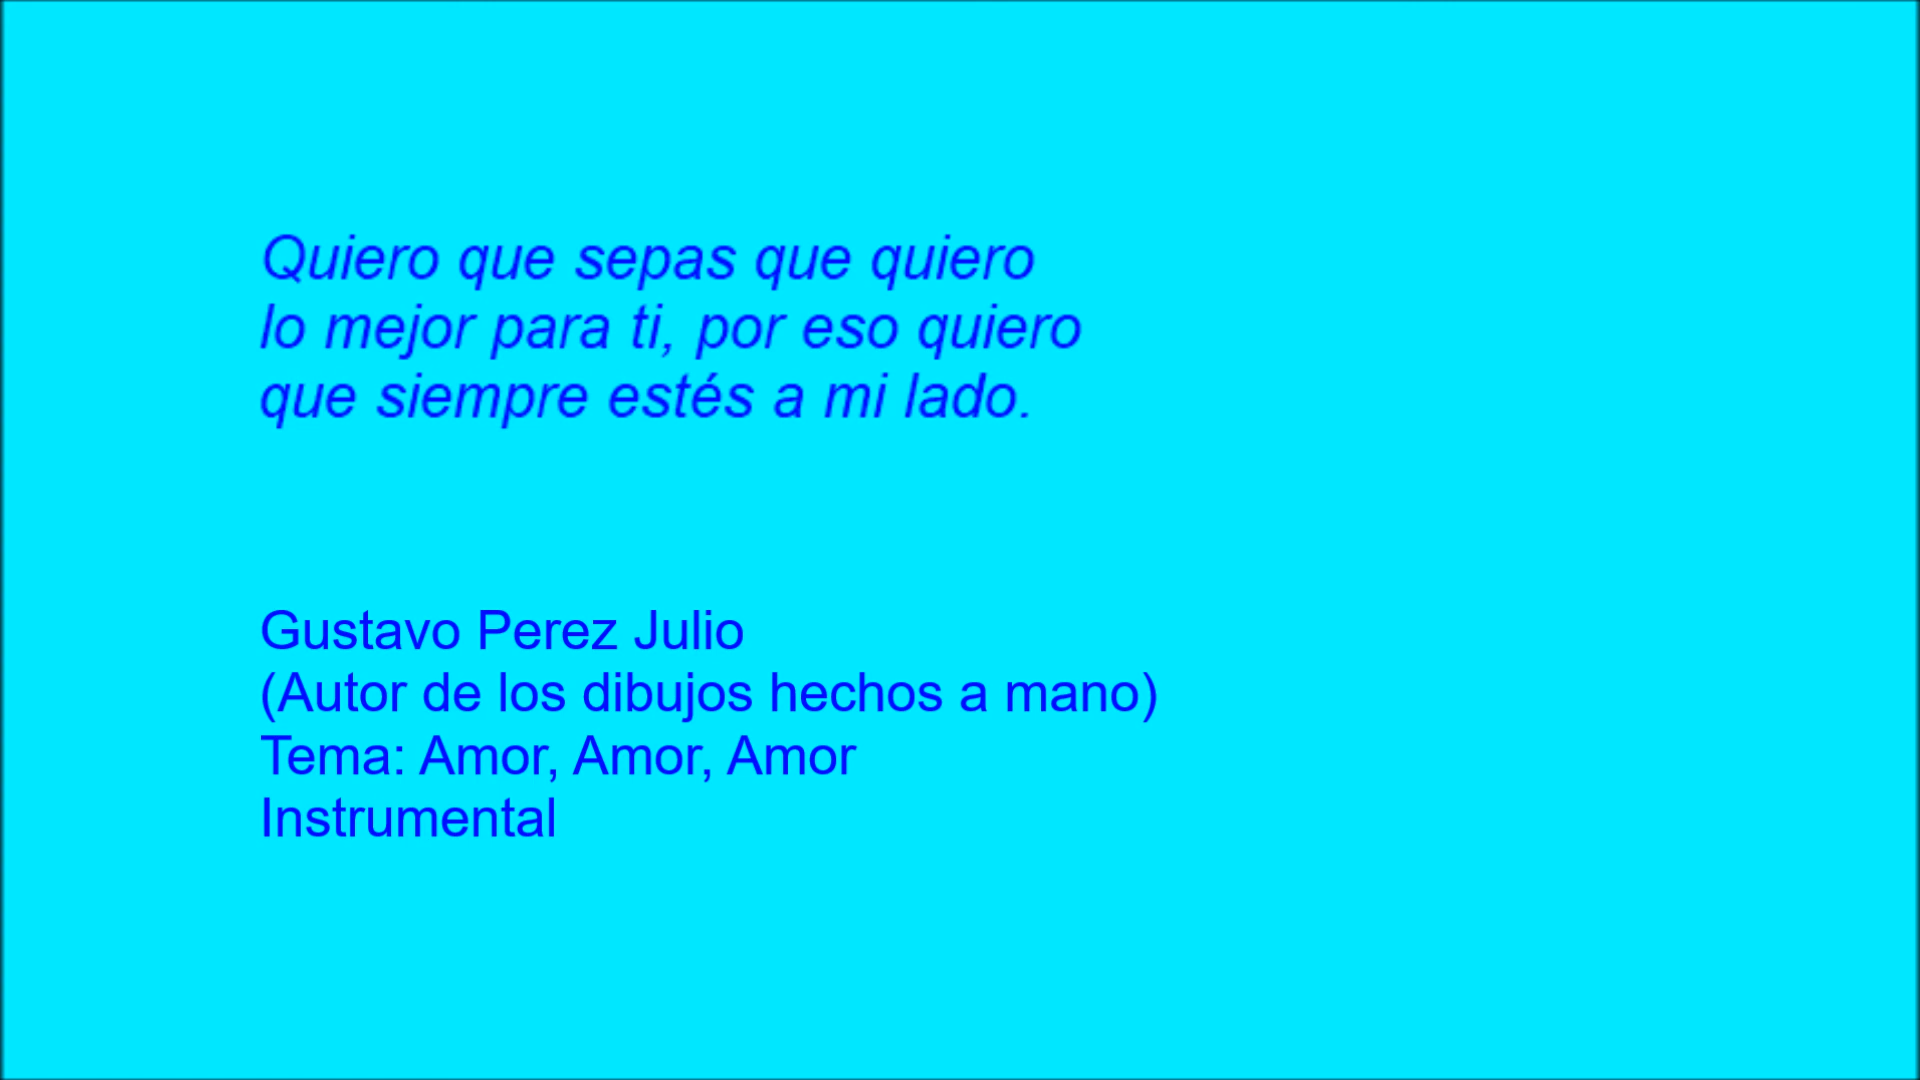 Quiero que sepas que quiero
lo mejor para ti, por eso quiero
que siempre estés a mi lado.
Gustavo Perez Julio
(Autor de los dibujos hechos a mano)
Tema: Amor, Amor, Amor
Instrumental